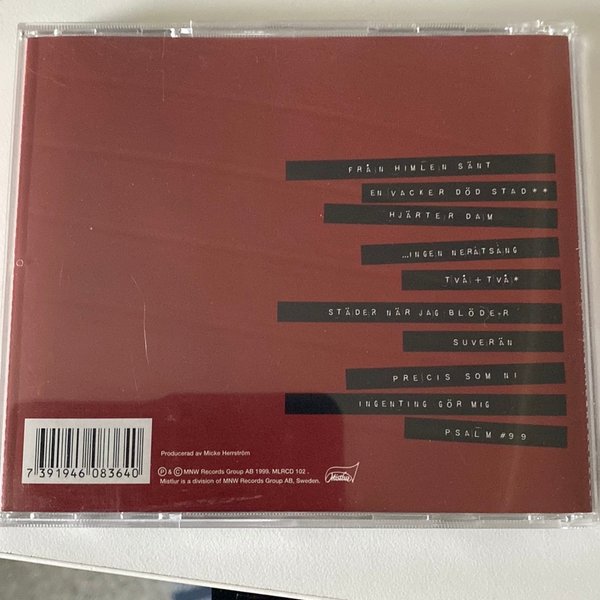 FRÅN HIMLEN SÄNT
EN VACKER DÖD STAD**
HJÄRTER DAM
...INGEN NERÅTSÅNG
TVÅ + TVÅ*
STÄDER NÄR JAG BLÖDER
SUVERÄN
PRECIS SOM NI
INGENTING GÖR MIG
PSALM #99
Producerad av Micke Herrström
℗ & © MNW Records Group AB 1999. MLRCD 102 .
Mistlur is a division of MNW Records Group AB, Sweden.
Mistlur
7 391946 083640